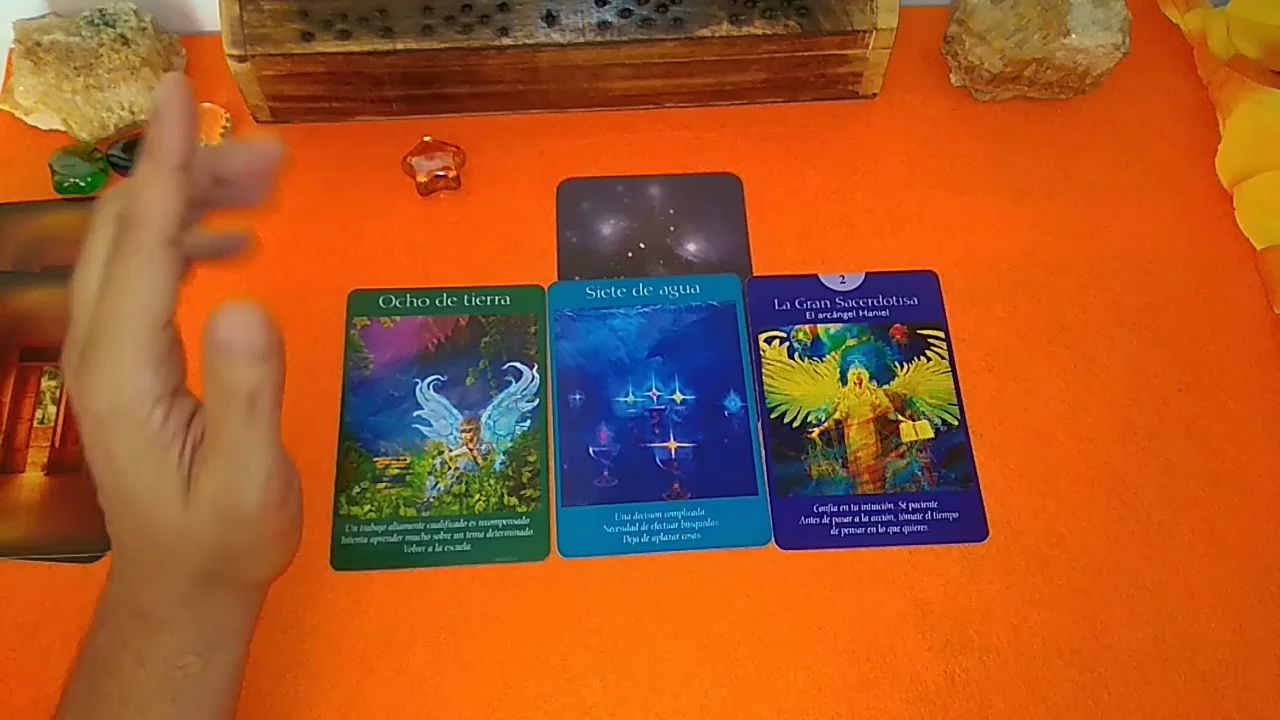 Ocho de tierra
Un trabajo altamente cualificado es recompensado.
Intenta aprender mucho sobre un tema determinado.
Volver a la escuela.
Siete de agua
Una decisión complicada
Necesidad de efectuar búsquedas.
Deja de aplazar cosas
2
La Gran Sacerdotisa
El arcángel Haniel
Confía en tu intuición. Sé paciente.
Antes de pasar a la acción, tómate el tiempo
de pensar en lo que quieres.